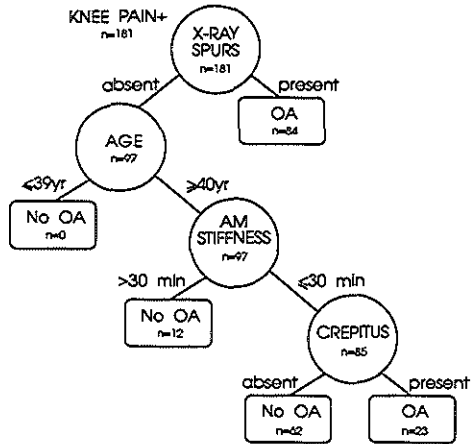 KNEE PAIN+
n=181
X-RAY
SPURS
n=181
absent
present
OA
n=84
AGE
n=97
⩽39yr
⩾40yr
No OA
n=0
AM
STIFFNESS
n=97
>30 min
⩽30 min
No OA
n=12
CREPITUS
n=85
absent
present
No OA
n=62
OA
n=23